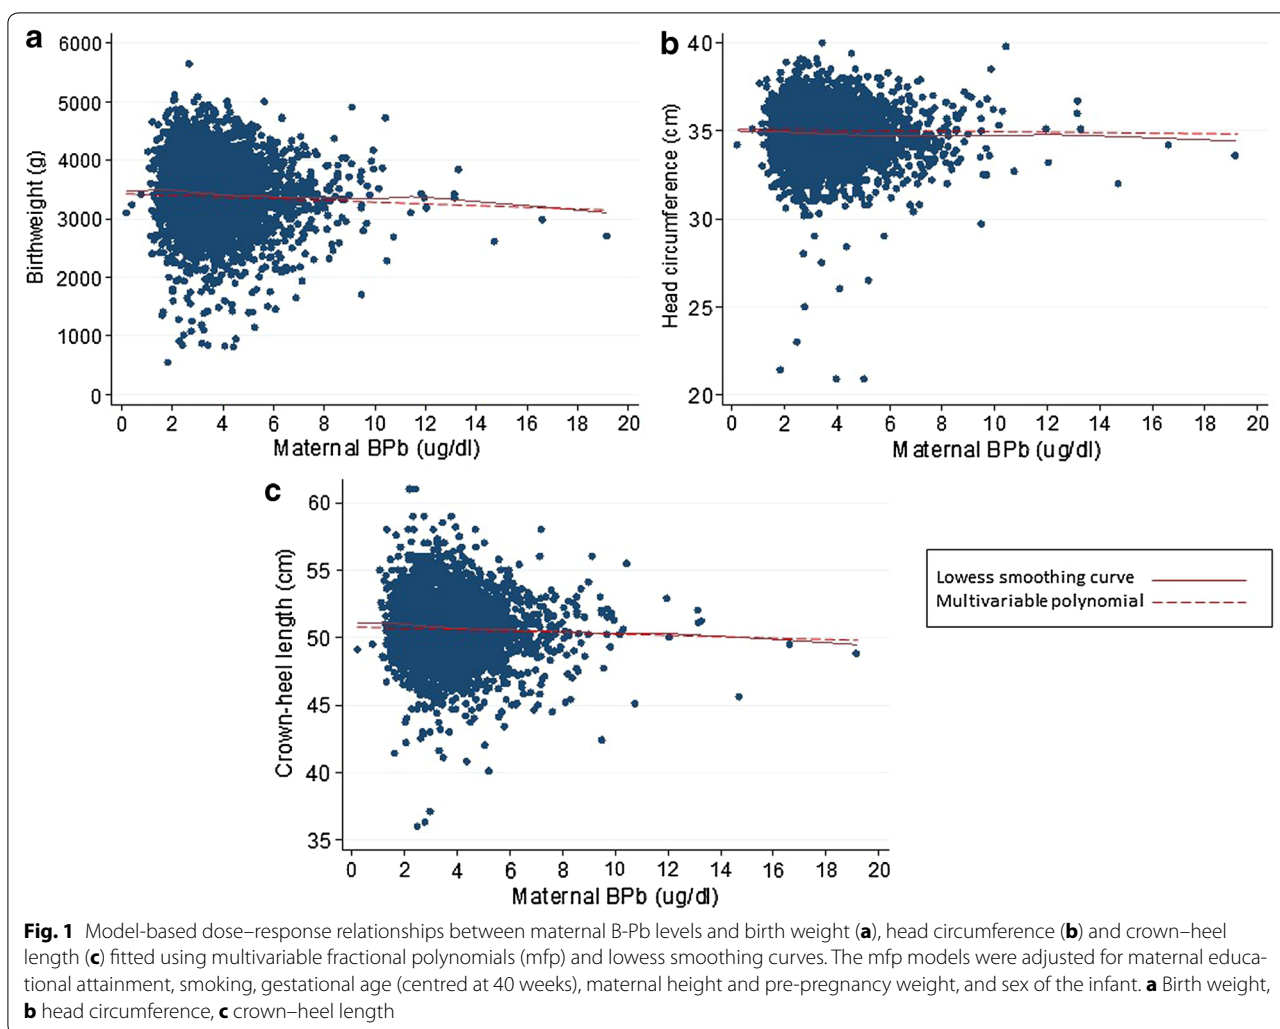 a
6000
5000
4000
3000
2000
1000
0
Birthweight (g)
0 2 4 6 8 10 12 14 16 18 20
Maternal BPb (ug/dl)
b
40
35
30
25
20
Head circumference (cm)
0 2 4 6 8 10 12 14 16 18 20
Maternal BPb (ug/dl)
c
60
55
50
45
40
35
Crown-heel length (cm)
0 2 4 6 8 10 12 14 16 18 20
Maternal BPb (ug/dl)
Lowess smoothing curve
Multivariable polynomial
Fig. 1 Model-based dose–response relationships between maternal B-Pb levels and birth weight (a), head circumference (b) and crown–heel
length (c) fitted using multivariable fractional polynomials (mfp) and lowess smoothing curves. The mfp models were adjusted for maternal educa-
tional attainment, smoking, gestational age (centred at 40 weeks), maternal height and pre-pregnancy weight, and sex of the infant. a Birth weight,
b head circumference, c crown–heel length